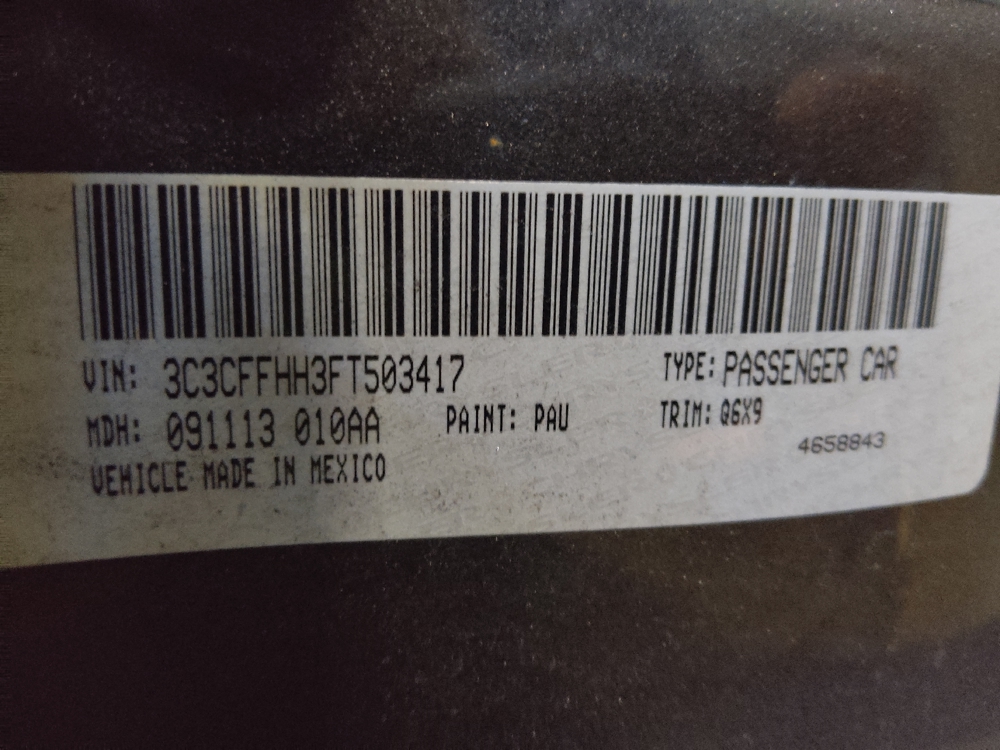 VIN: 3C3CFFHH3FT503417 TYPE: PASSENGER CAR
MDH: 091113 010AA PAINT: PAU TRIM: Q6X9
4658843
VEHICLE MADE IN MEXICO